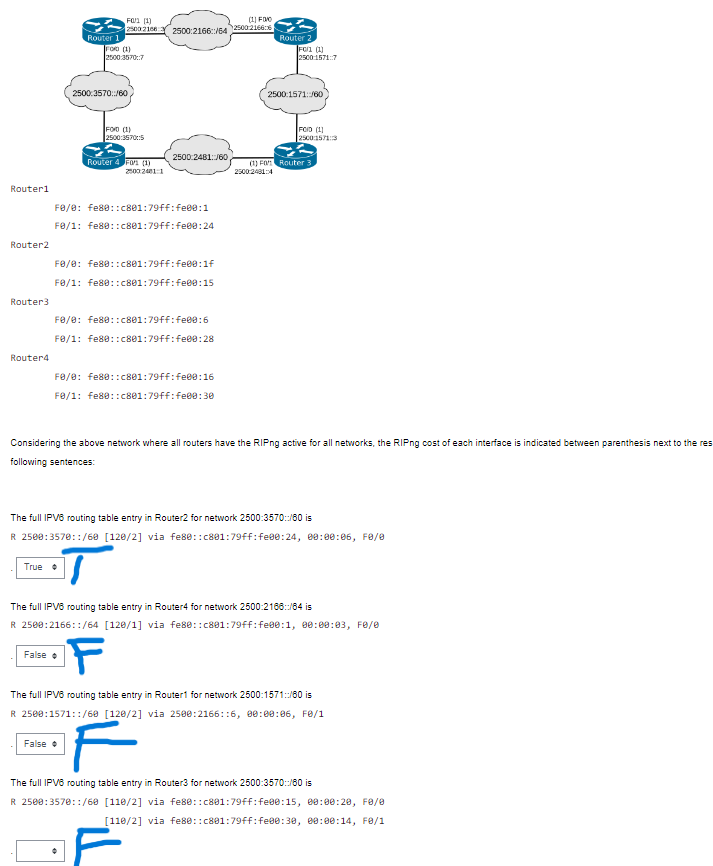 F0/1 (1)
2500:2166::3
(1) F0/0
2500:2166::6
2500:2166::/64
Router 1
Router 2
F0/0 (1)
2500:3570::7
F0/1 (1)
2500:1571::7
2500:3570::/60
2500:1571::/60
F0/0 (1)
2500:3570::5
F0/0 (1)
2500:1571::3
2500:2481::/60
Router 4
F0/1 (1)
2500:2481::1
(1) F0/1
2500:2481::4
Router 3
Router1
F0/0: fe80::c801:79ff:fe00:1
F0/1: fe80::c801:79ff:fe00:24
Router2
F0/0: fe80::c801:79ff:fe00:1f
F0/1: fe80::c801:79ff:fe00:15
Router3
F0/0: fe80::c801:79ff:fe00:6
F0/1: fe80::c801:79ff:fe00:28
Router4
F0/0: fe80::c801:79ff:fe00:16
F0/1: fe80::c801:79ff:fe00:30
Considering the above network where all routers have the RIPng active for all networks, the RIPng cost of each interface is indicated between parenthesis next to the res
following sentences:
The full IPV6 routing table entry in Router2 for network 2500:3570::/60 is
R 2500:3570::/60 [120/2] via fe80::c801:79ff:fe00:24, 00:00:06, F0/0
. True T
The full IPV6 routing table entry in Router4 for network 2500:2166::/64 is
R 2500:2166::/64 [120/1] via fe80::c801:79ff:fe00:1, 00:00:03, F0/0
. False F
The full IPV6 routing table entry in Router1 for network 2500:1571::/60 is
R 2500:1571::/60 [120/2] via 2500:2166::6, 00:00:06, F0/1
. False F
The full IPV6 routing table entry in Router3 for network 2500:3570::/60 is
R 2500:3570::/60 [110/2] via fe80::c801:79ff:fe00:15, 00:00:20, F0/0
[110/2] via fe80::c801:79ff:fe00:30, 00:00:14, F0/1
. F